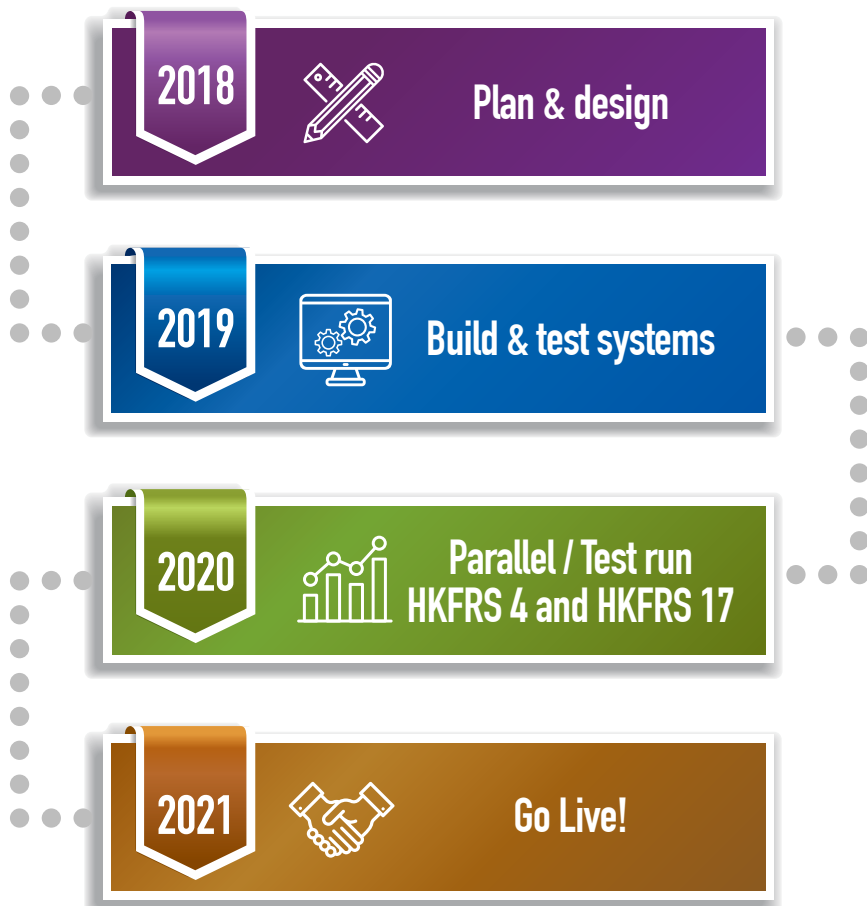 2018
Plan & design
2019
Build & test systems
2020
Parallel / Test run
HKFRS 4 and HKFRS 17
2021
Go Live!